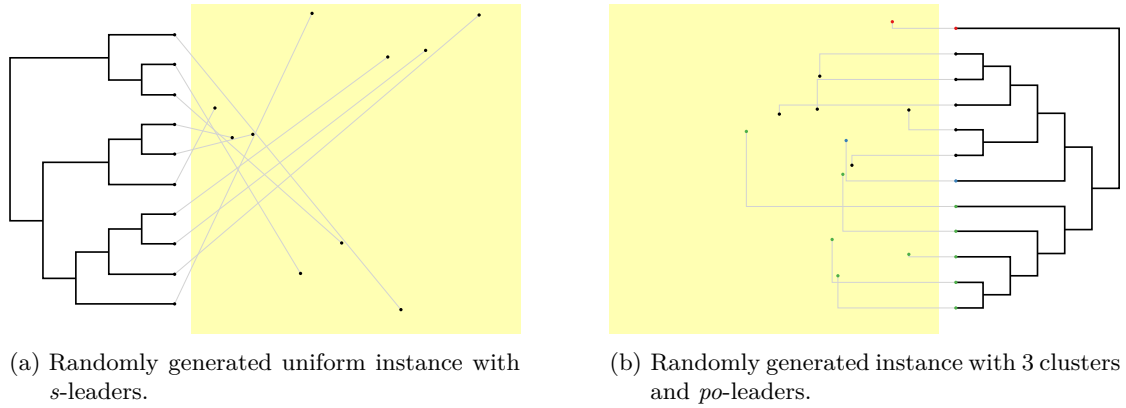 (a) Randomly generated uniform instance with
s-leaders.
(b) Randomly generated instance with 3 clusters
and po-leaders.